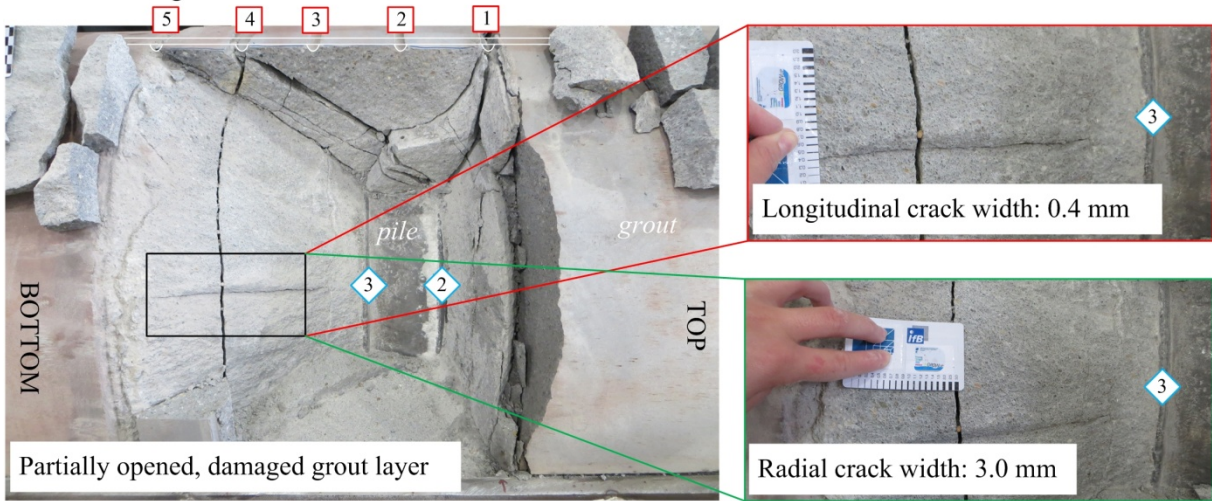 5
4
3
2
1
pile
grout
3
2
BOTTOM
TOP
Partially opened, damaged grout layer
3
Longitudinal crack width: 0.4 mm
ifB
3
Radial crack width: 3.0 mm